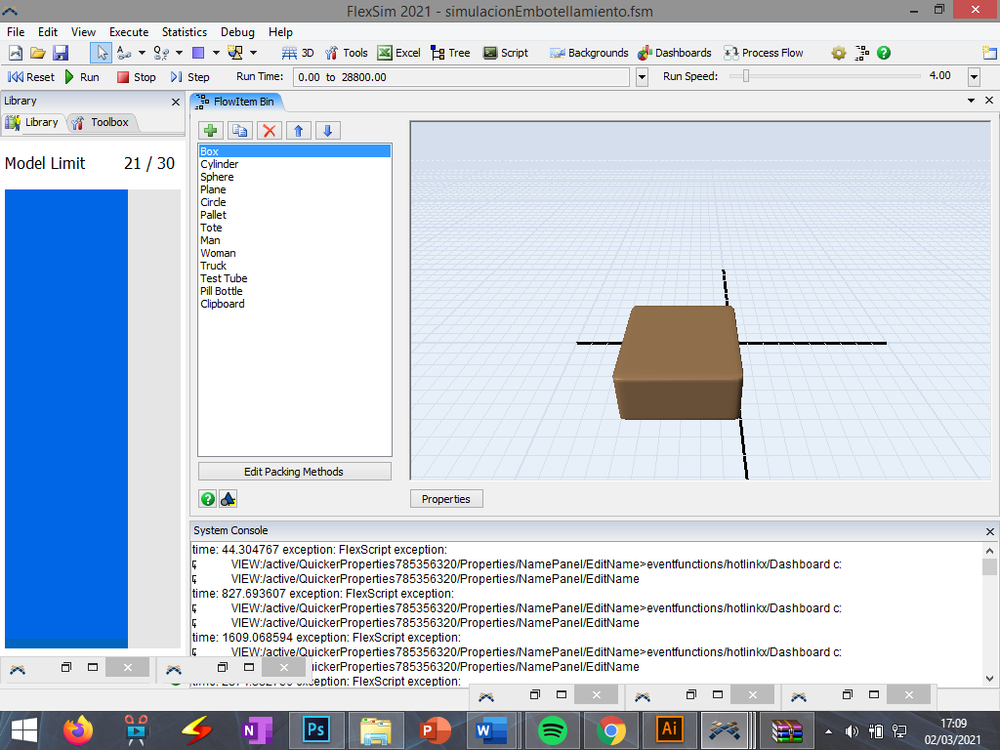 FlexSim 2021 - simulacionEmbotellamiento.fsm
File Edit View Execute Statistics Debug Help
3D Tools Excel Tree Script Backgrounds Dashboards Process Flow
Reset Run Stop Step Run Time: 0.00 to 28800.00 Run Speed: 4.00
Library
FlowItem Bin
Library Toolbox
Model Limit 21 / 30
Box
Cylinder
Sphere
Plane
Circle
Pallet
Tote
Man
Woman
Truck
Test Tube
Pill Bottle
Clipboard
Edit Packing Methods
Properties
System Console
time: 44.304767 exception: FlexScript exception:
VIEW:/active/QuickerProperties785356320/Properties/NamePanel/EditName>eventfunctions/hotlinkx/Dashboard c:
VIEW:/active/QuickerProperties785356320/Properties/NamePanel/EditName
time: 827.693607 exception: FlexScript exception:
VIEW:/active/QuickerProperties785356320/Properties/NamePanel/EditName>eventfunctions/hotlinkx/Dashboard c:
VIEW:/active/QuickerProperties785356320/Properties/NamePanel/EditName
time: 1609.068594 exception: FlexScript exception:
VIEW:/active/QuickerProperties785356320/Properties/NamePanel/EditName>eventfunctions/hotlinkx/Dashboard c:
uickerProperties785356320/Properties/NamePanel/EditName
exception: FlexScript exception:
N Ps P W Ai
17:09
02/03/2021